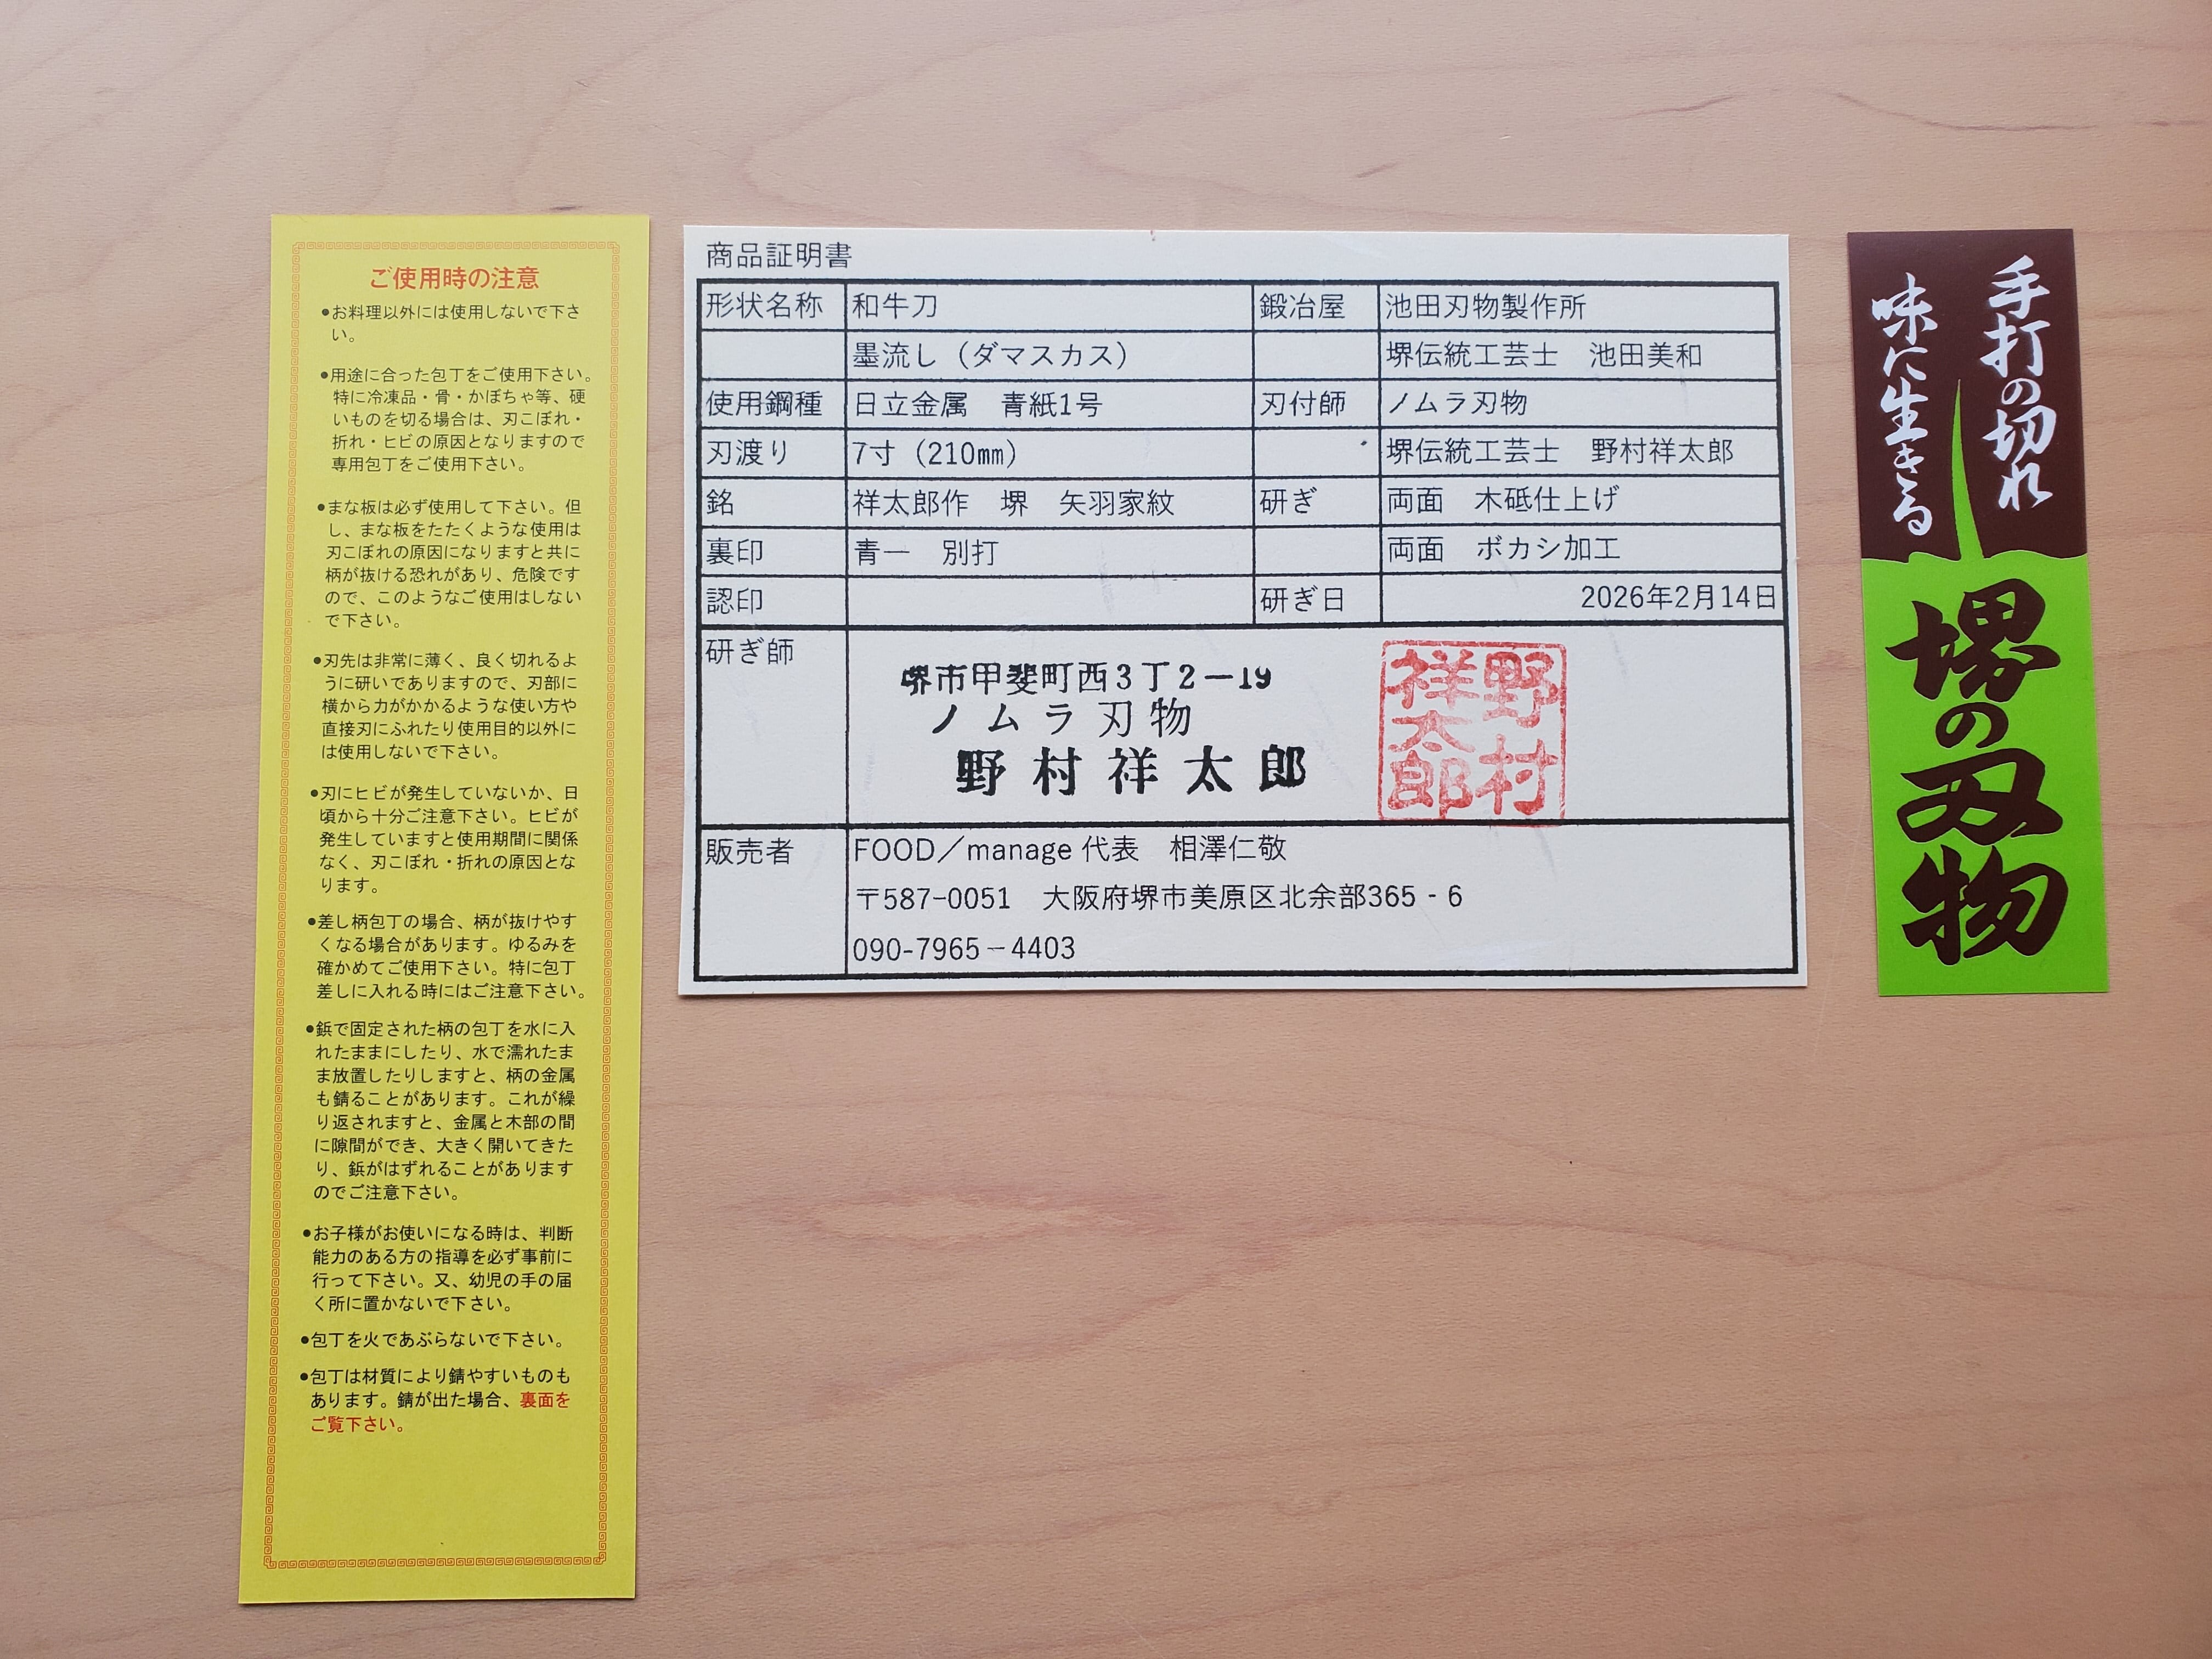 ご使用時の注意
●お料理以外には使用しないで下さ
い。
●用途に合った包丁をご使用下さい。
特に冷凍品・骨・かぼちゃ等、硬
いものを切る場合は、刃こぼれ・
折れ・ヒビの原因となりますので
専用包丁をご使用下さい。
●まな板は必ず使用して下さい。但
し、まな板をたたくような使用は
刃こぼれの原因になりますと共に
柄が抜ける恐れがあり、危険です
ので、このようなご使用はしない
で下さい。
●刃先は非常に薄く、良く切れるよ
うに研いでありますので、刃部に
横から力がかかるような使い方や
直接刃にふれたり使用目的以外に
は使用しないで下さい。
●刃にヒビが発生していないか、日
頃から十分ご注意下さい。ヒビが
発生していますと使用期間に関係
なく、刃こぼれ・折れの原因とな
ります。
●差し柄包丁の場合、柄が抜けやす
くなる場合があります。ゆるみを
確かめてご使用下さい。特に包丁
差しに入れる時にはご注意下さい。
●鋲で固定された柄の包丁を水に入
れたままにしたり、水で濡れたま
ま放置したりしますと、柄の金属
も錆ることがあります。これが繰
り返されますと、金属と木部の間
に隙間ができ、大きく開いてきた
り、鋲がはずれることがあります
のでご注意下さい。
●お子様がお使いになる時は、判断
能力のある方の指導を必ず事前に
行って下さい。又、幼児の手の届
く所に置かないで下さい。
●包丁を火であぶらないで下さい。
●包丁は材質により錆やすいものも
あります。錆が出た場合、裏面を
ご覧下さい。
商品証明書
形状名称 和牛刀 鍛冶屋 池田刃物製作所
墨流し（ダマスカス） 堺伝統工芸士 池田美和
使用鋼種 日立金属 青紙1号 刃付師 ノムラ刃物
刃渡り 7寸（210㎜） 堺伝統工芸士 野村祥太郎
銘 祥太郎作 堺 矢羽家紋 研ぎ 両面 木砥仕上げ
裏印 青一 別打 両面 ボカシ加工
認印 研ぎ日 2026年2月14日
研ぎ師
堺市甲斐町西3丁2－19
ノムラ刃物
野村祥太郎
野村
祥太郎
販売者 FOOD／manage 代表 相澤仁敬
〒587-0051 大阪府堺市美原区北余部365‐6
090-7965－4403
手打の切れ
味に生きる
堺の刃物